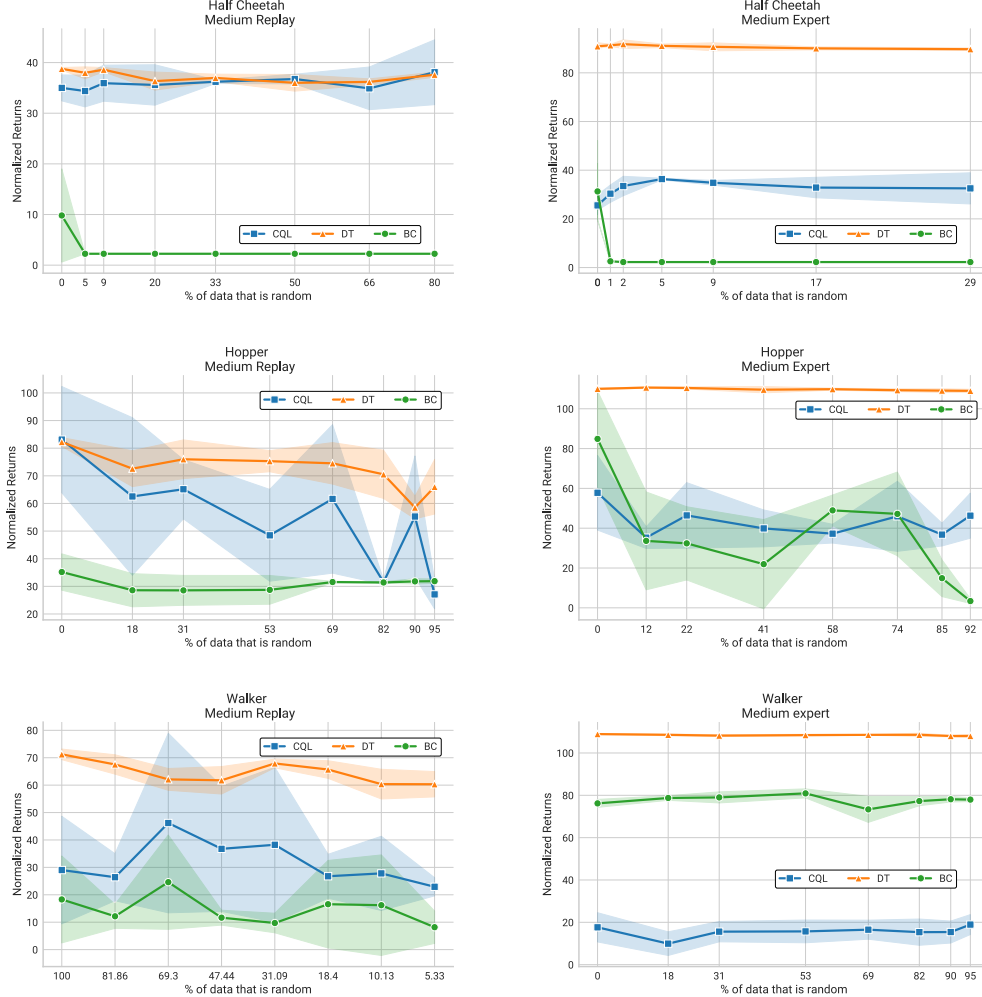 Half Cheetah
Medium Replay
Normalized Returns
40
30
20
10
0
CQL DT BC
0 5 9 20 33 50 66 80
% of data that is random
Half Cheetah
Medium Expert
Normalized Returns
80
60
40
20
0
CQL DT BC
0 1 2 5 9 17 29
% of data that is random
Hopper
Medium Replay
Normalized Returns
100
90
80
70
60
50
40
30
20
CQL DT BC
0 18 31 53 69 82 90 95
% of data that is random
Hopper
Medium Expert
Normalized Returns
100
80
60
40
20
0
CQL DT BC
0 12 22 41 58 74 85 92
% of data that is random
Walker
Medium Replay
Normalized Returns
80
70
60
50
40
30
20
10
0
CQL DT BC
100 81.86 69.3 47.44 31.09 18.4 10.13 5.33
% of data that is random
Walker
Medium expert
Normalized Returns
100
80
60
40
20
0
CQL DT BC
0 18 31 53 69 82 90 95
% of data that is random